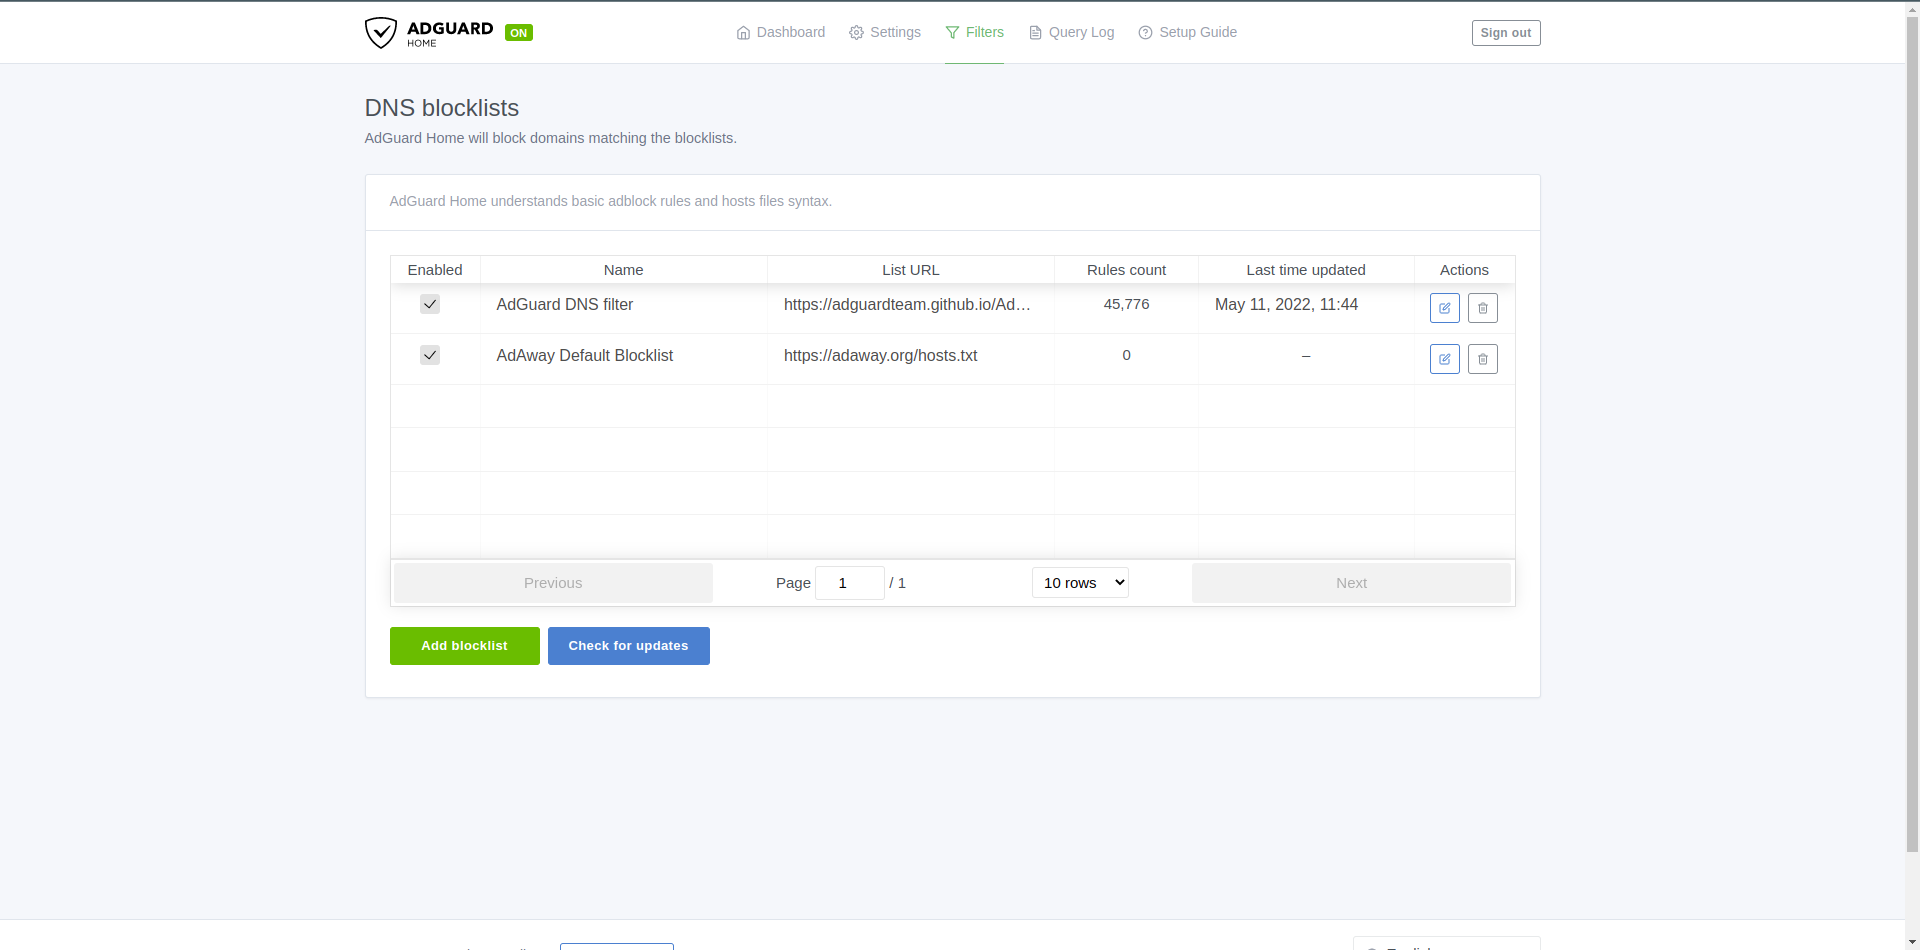 ADGUARD
HOME
ON
Dashboard
Settings
Filters
Query Log
Setup Guide
Sign out
DNS blocklists
AdGuard Home will block domains matching the blocklists.
AdGuard Home understands basic adblock rules and hosts files syntax.
Enabled Name List URL Rules count Last time updated Actions
AdGuard DNS filter https://adguardteam.github.io/Ad… 45,776 May 11, 2022, 11:44
AdAway Default Blocklist https://adaway.org/hosts.txt 0 –
Previous Page 1 / 1 10 rows Next
Add blocklist Check for updates